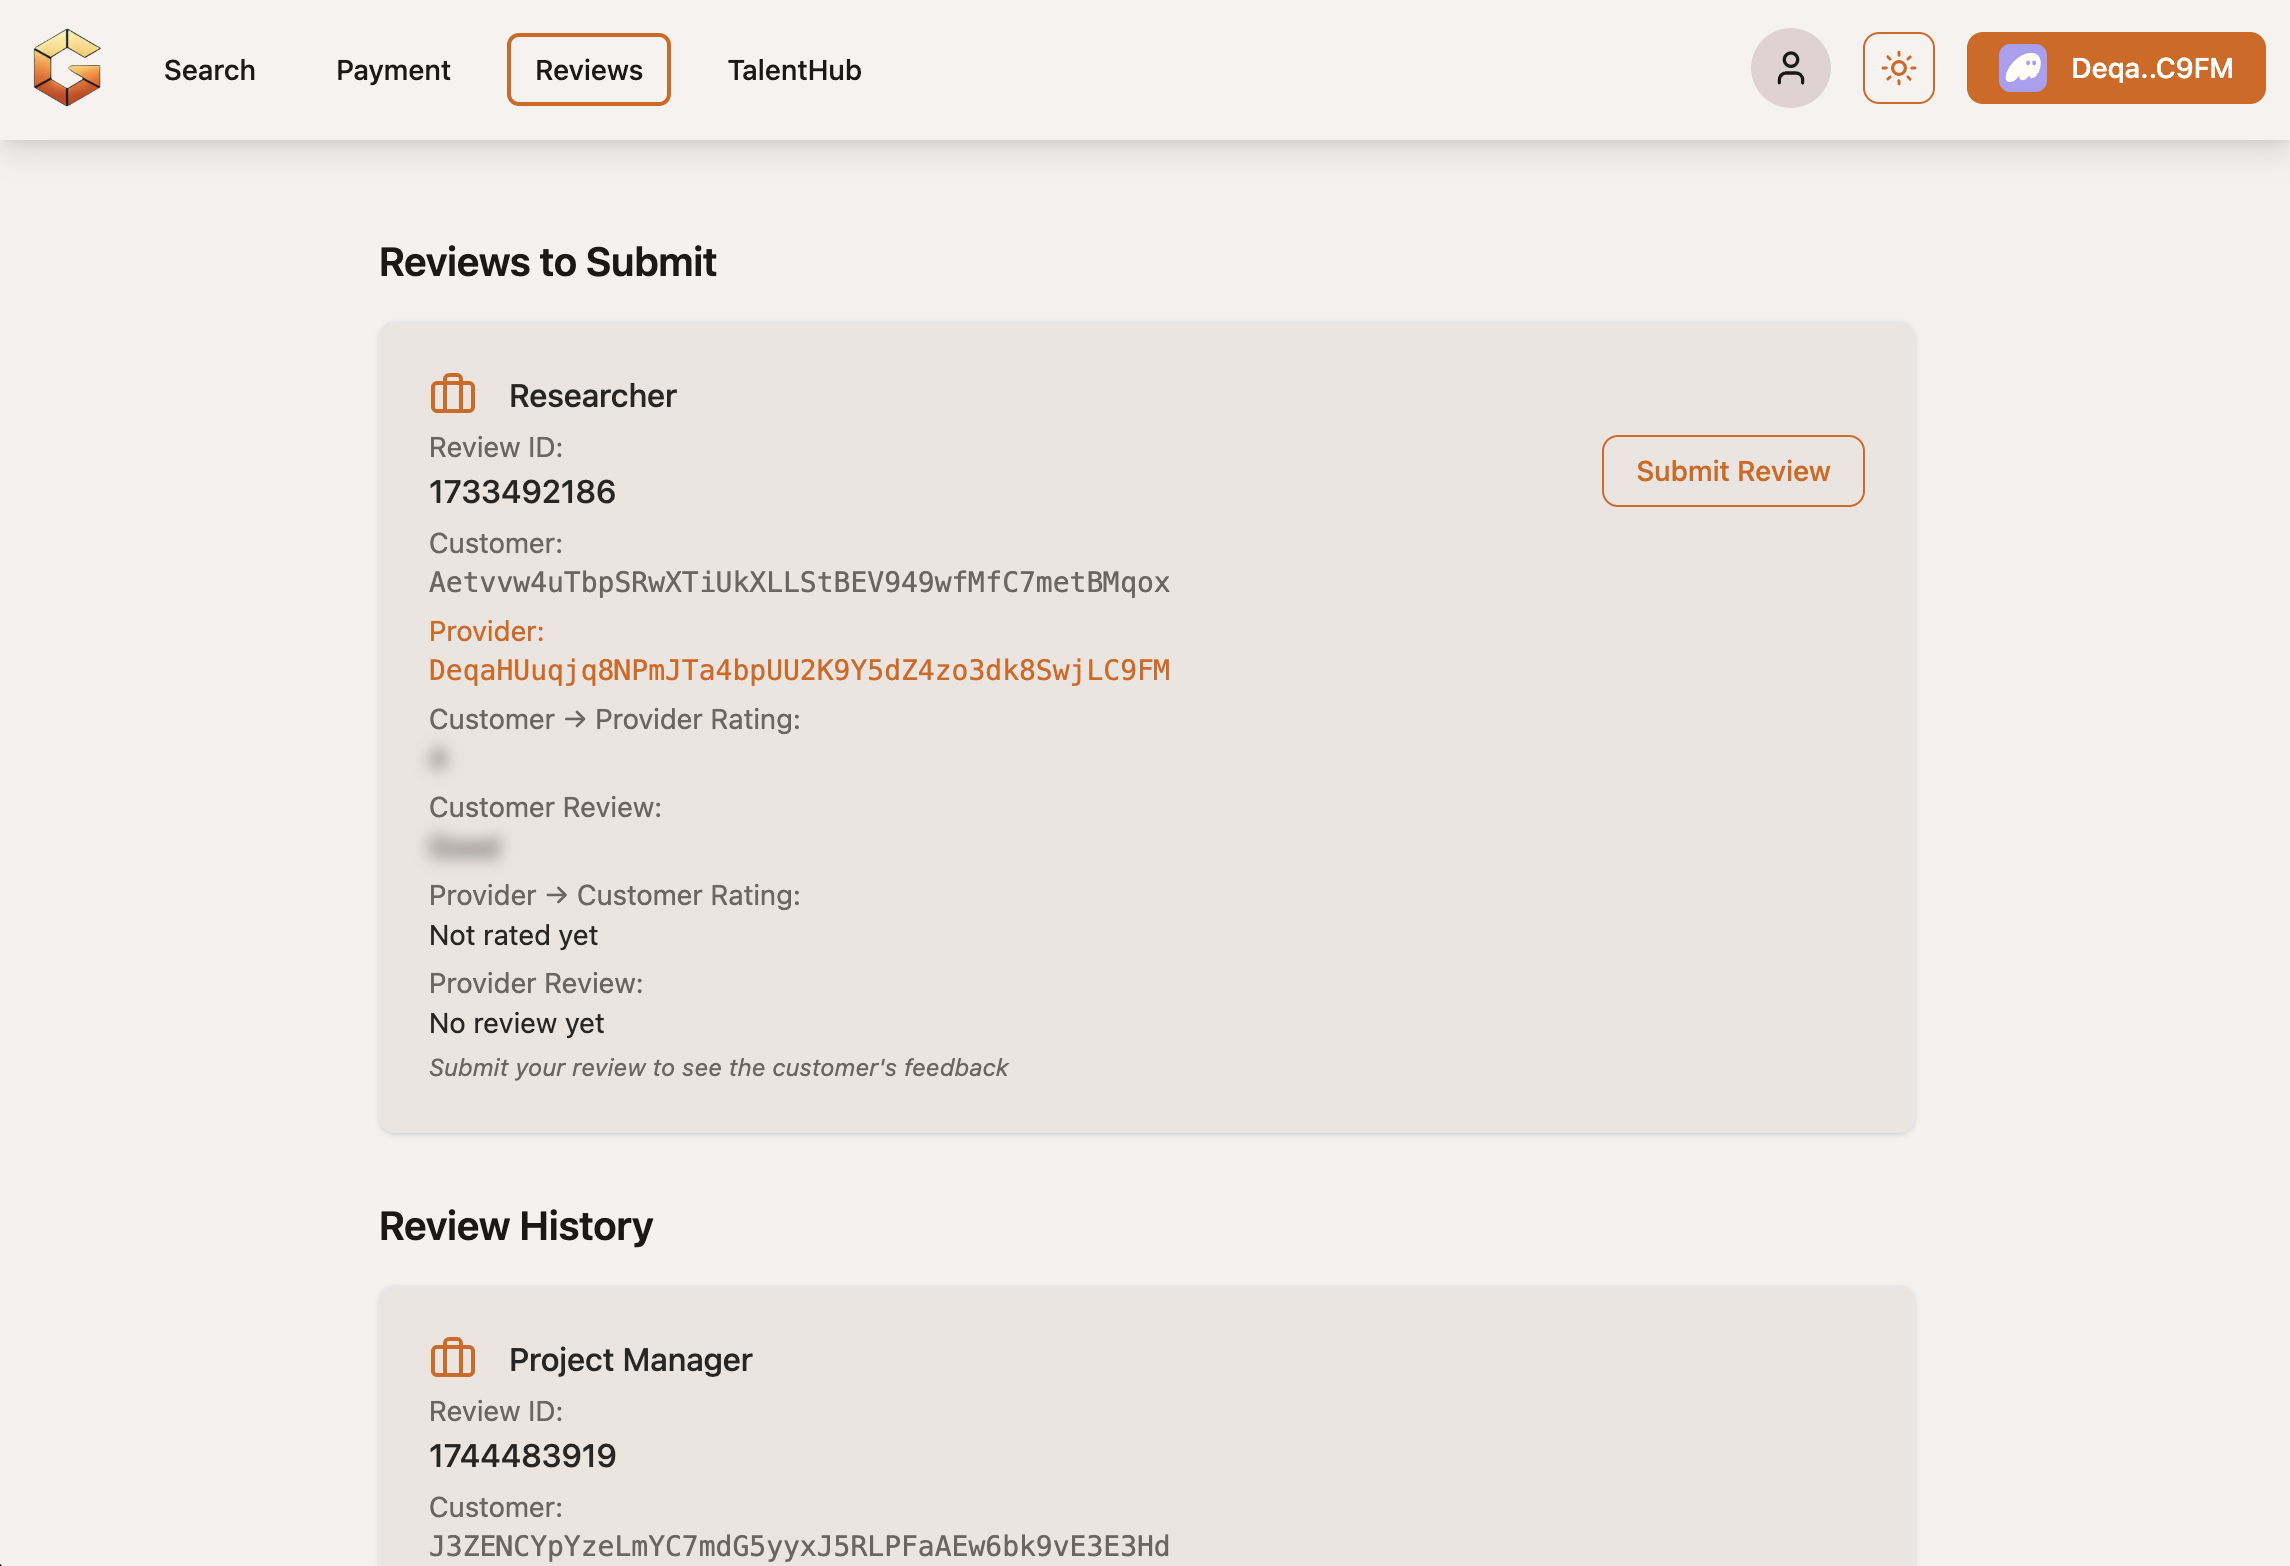 Search
Payment
Reviews
TalentHub
Deqa..C9FM
Reviews to Submit
Researcher
Review ID:
1733492186
Submit Review
Customer:
Aetvvw4uTbpSRwXTiUkXLLStBEV949wfMfC7metBMqox
Provider:
DeqaHUuqjq8NPmJTa4bpUU2K9Y5dZ4zo3dk8SwjLC9FM
Customer → Provider Rating:
Customer Review:
Provider → Customer Rating:
Not rated yet
Provider Review:
No review yet
Submit your review to see the customer's feedback
Review History
Project Manager
Review ID:
1744483919
Customer:
J3ZENCYpYzeLmYC7mdG5yyxJ5RLPFaAEw6bk9vE3E3Hd